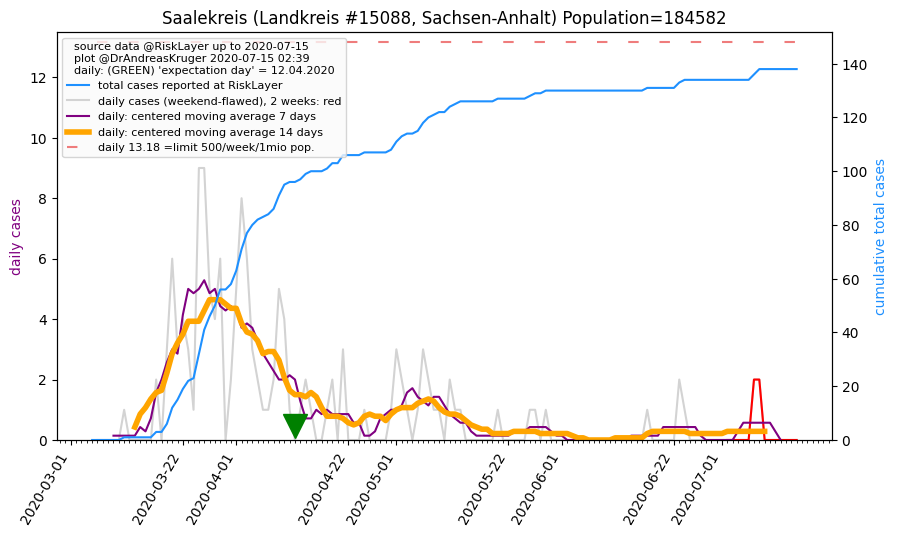 Saalekreis (Landkreis #15088, Sachsen-Anhalt) Population=184582
source data @RiskLayer up to 2020-07-15
plot @DrAndreasKruger 2020-07-15 02:39
daily: (GREEN) 'expectation day' = 12.04.2020
total cases reported at RiskLayer
daily cases (weekend-flawed), 2 weeks: red
daily: centered moving average 7 days
daily: centered moving average 14 days
daily 13.18 =limit 500/week/1mio pop.
daily cases
0
2
4
6
8
10
12
cumulative total cases
0
20
40
60
80
100
120
140
2020-03-01
2020-03-22
2020-04-01
2020-04-22
2020-05-01
2020-05-22
2020-06-01
2020-06-22
2020-07-01